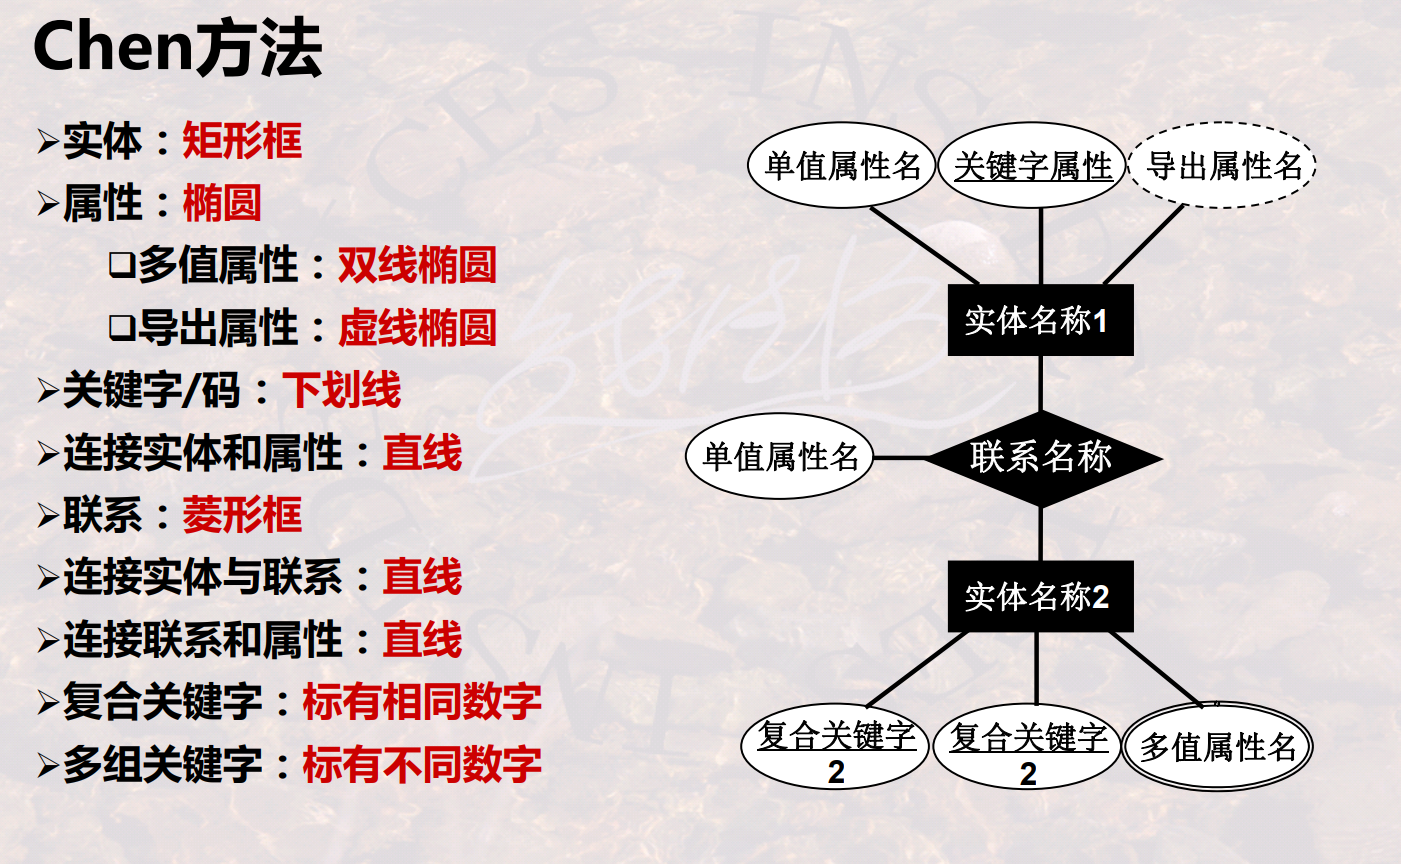 Chen方法
实体：矩形框
属性：椭圆
多值属性：双线椭圆
导出属性：虚线椭圆
关键字/码：下划线
连接实体和属性：直线
联系：菱形框
连接实体与联系：直线
连接联系和属性：直线
复合关键字：标有相同数字
多组关键字：标有不同数字
单值属性名
关键字属性
导出属性名
实体名称1
单值属性名
联系名称
实体名称2
复合关键字
2
复合关键字
2
多值属性名